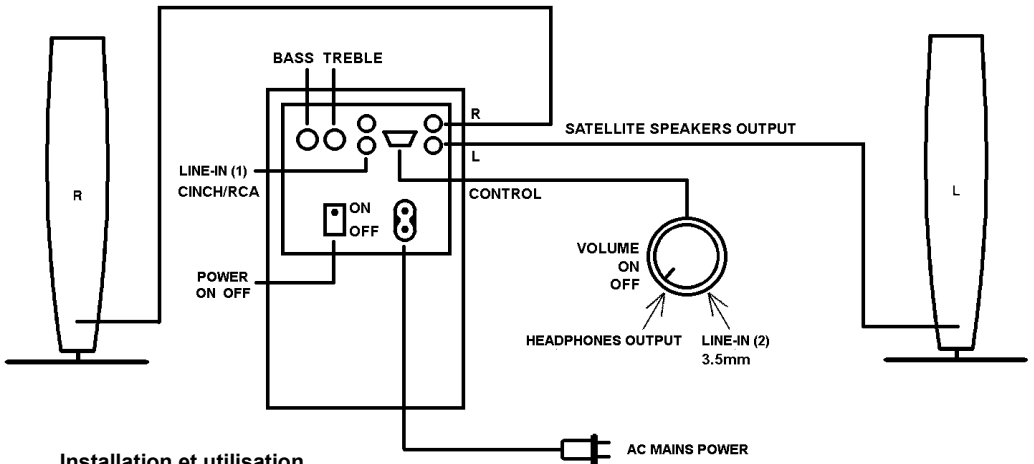 BASS TREBLE
R
SATELLITE SPEAKERS OUTPUT
L
LINE-IN (1)
CINCH/RCA
CONTROL
R
L
ON
OFF
VOLUME
ON
OFF
POWER
ON OFF
HEADPHONES OUTPUT
LINE-IN (2)
3.5mm
AC MAINS POWER
Installation et utilisation